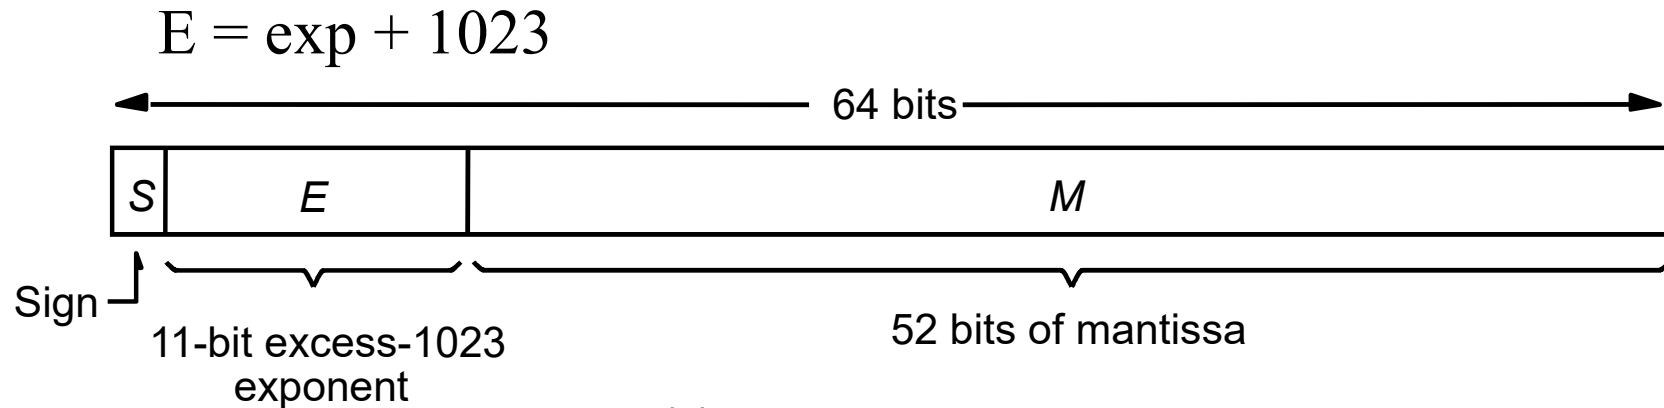 E = exp + 1023
64 bits
S E M
Sign
11-bit excess-1023
exponent
52 bits of mantissa